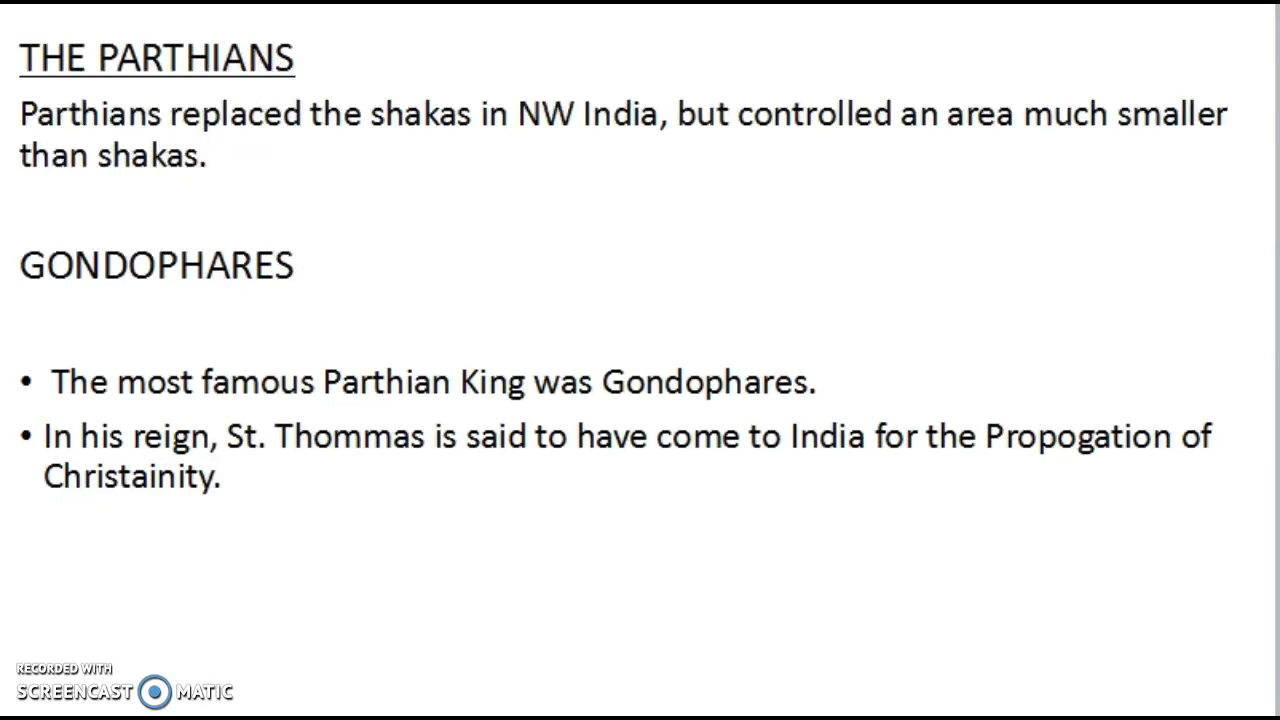 THE PARTHIANS
Parthians replaced the shakas in NW India, but controlled an area much smaller
than shakas.
GONDOPHARES
• The most famous Parthian King was Gondophares.
• In his reign, St. Thommas is said to have come to India for the Propogation of
Christainity.
RECORDED WITH
SCREENCAST MATIC